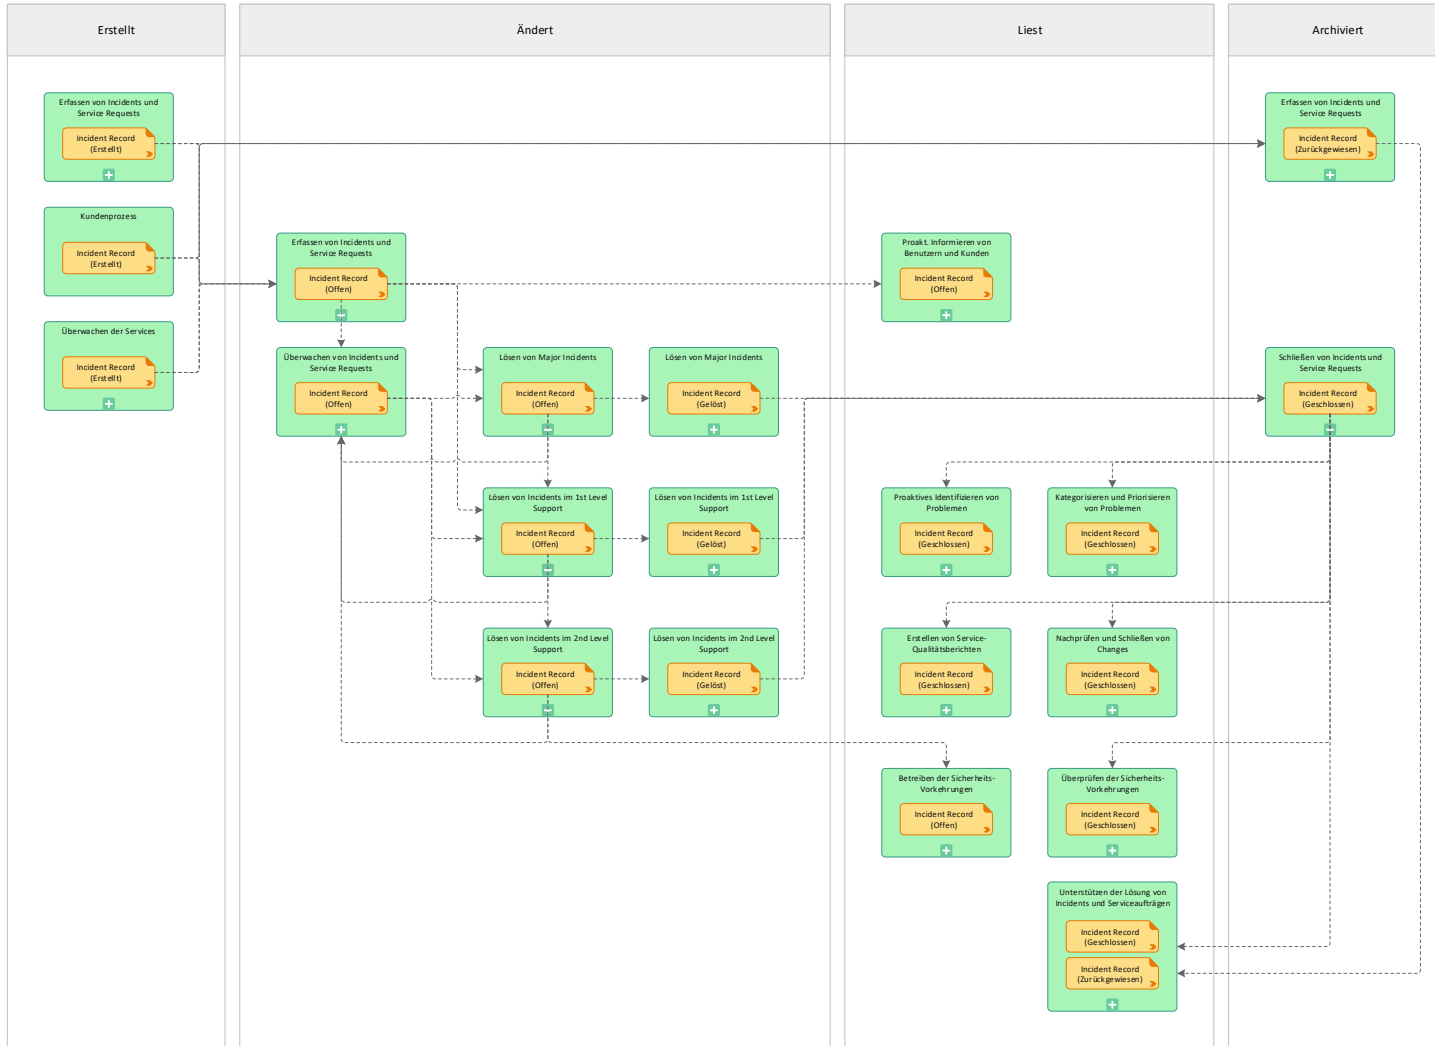 Erstellt
Ändert
Liest
Archiviert
Erfassen von Incidents und
Service Requests
Incident Record
(Erstellt)
Kundenprozess
Incident Record
(Erstellt)
Überwachen der Services
Incident Record
(Erstellt)
Erfassen von Incidents und
Service Requests
Incident Record
(Offen)
Überwachen von Incidents und
Service Requests
Incident Record
(Offen)
Lösen von Major Incidents
Incident Record
(Offen)
Lösen von Major Incidents
Incident Record
(Gelöst)
Lösen von Incidents im 1st Level
Support
Incident Record
(Offen)
Lösen von Incidents im 1st Level
Support
Incident Record
(Gelöst)
Lösen von Incidents im 2nd Level
Support
Incident Record
(Offen)
Lösen von Incidents im 2nd Level
Support
Incident Record
(Gelöst)
Proakt. Informieren von
Benutzern und Kunden
Incident Record
(Offen)
Proaktives Identifizieren von
Problemen
Incident Record
(Geschlossen)
Kategorisieren und Priorisieren
von Problemen
Incident Record
(Geschlossen)
Erstellen von Service-
Qualitätsberichten
Incident Record
(Geschlossen)
Nachprüfen und Schließen von
Changes
Incident Record
(Geschlossen)
Betreiben der Sicherheits-
Vorkehrungen
Incident Record
(Offen)
Überprüfen der Sicherheits-
Vorkehrungen
Incident Record
(Geschlossen)
Unterstützen der Lösung von
Incidents und Serviceaufträgen
Incident Record
(Geschlossen)
Incident Record
(Zurückgewiesen)
Erfassen von Incidents und
Service Requests
Incident Record
(Zurückgewiesen)
Schließen von Incidents und
Service Requests
Incident Record
(Geschlossen)